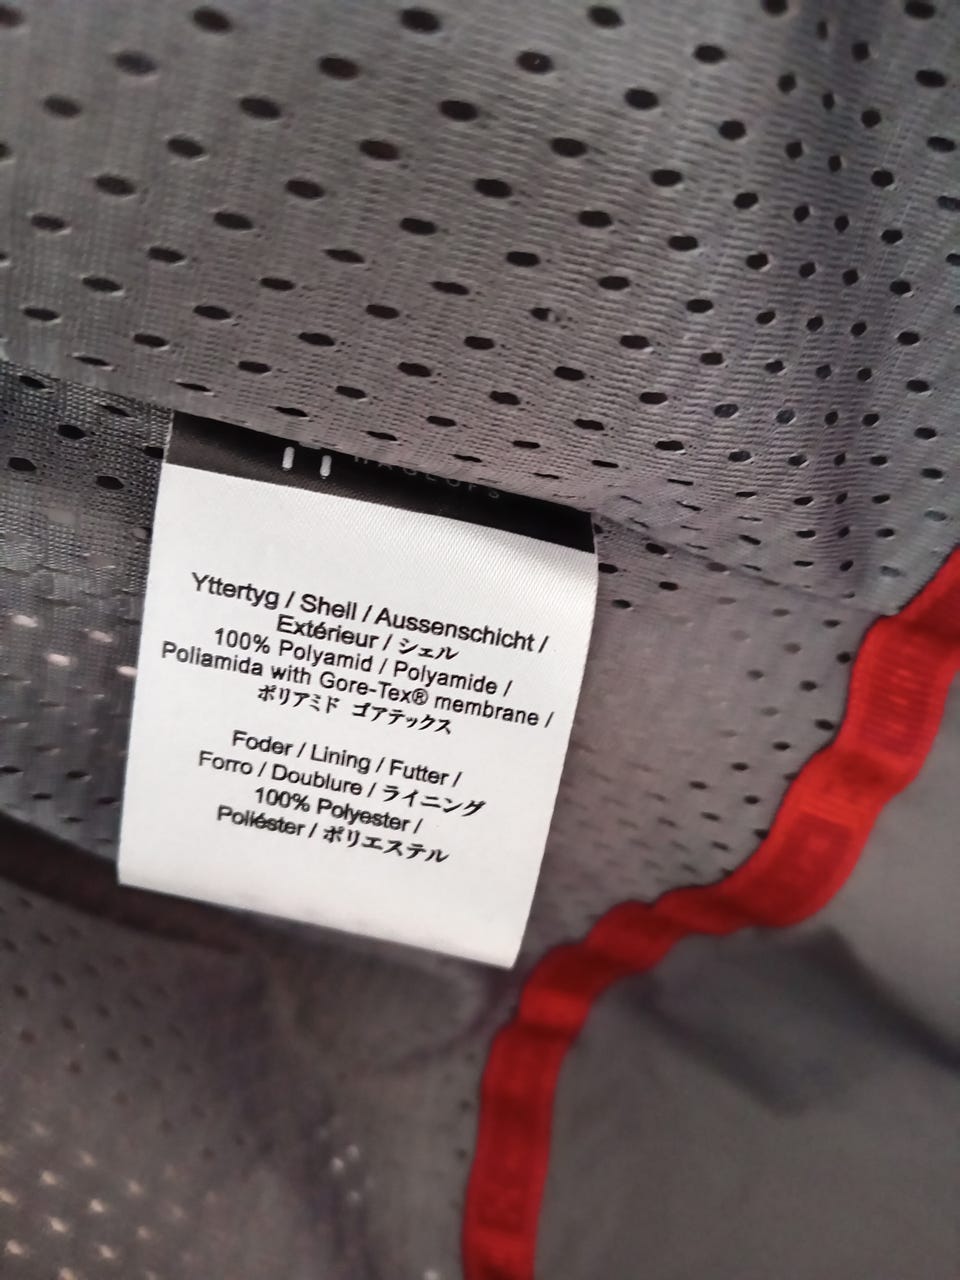 HAGLÖFS
Yttertyg / Shell / Aussenschicht /
Extérieur / シェル
100% Polyamid / Polyamide /
Poliamida with Gore-Tex® membrane /
ポリアミド ゴアテックス
Foder / Lining / Futter /
Forro / Doublure / ライニング
100% Polyester /
Poliéster / ポリエステル